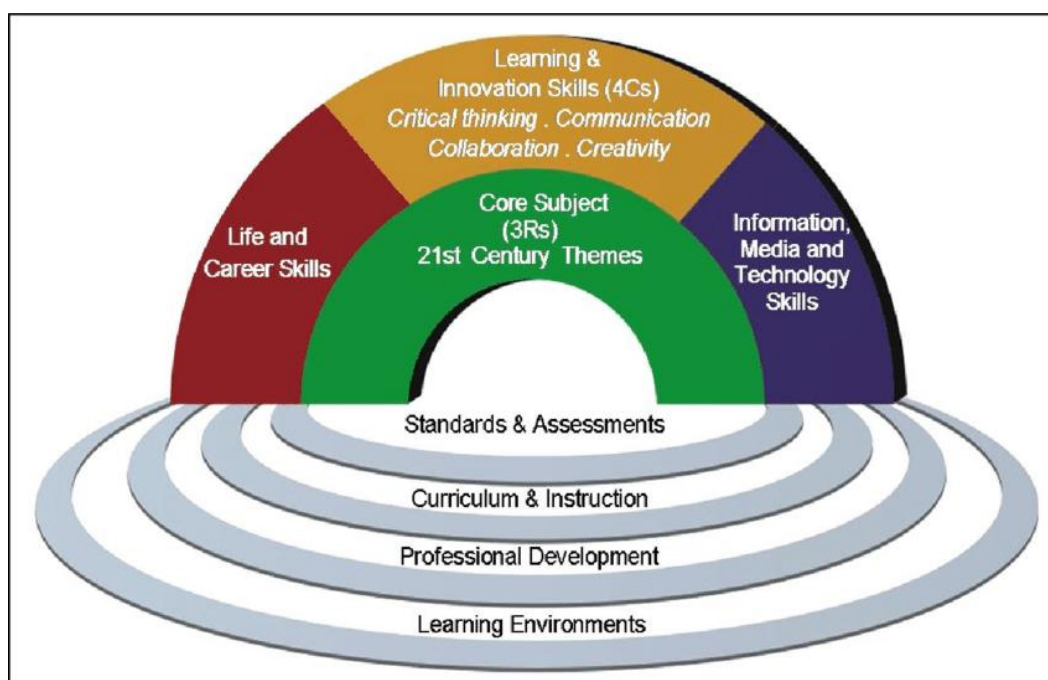 Learning &
Innovation Skills (4Cs)
Critical thinking . Communication
Collaboration . Creativity
Core Subject
(3Rs)
21st Century Themes
Life and
Career Skills
Information,
Media and
Technology
Skills
Standards & Assessments
Curriculum & Instruction
Professional Development
Learning Environments